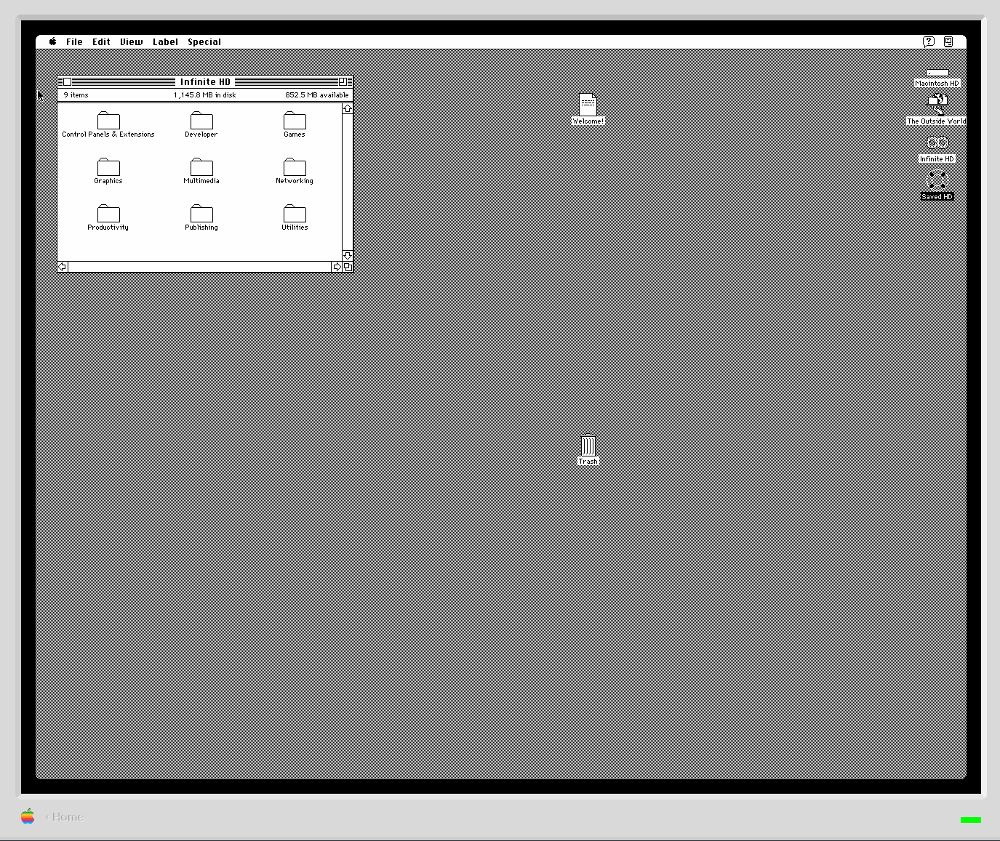 File Edit View Label Special
Infinite HD
9 items 1,145.8 MB in disk 852.5 MB available
Control Panels & Extensions Developer Games
Graphics Multimedia Networking
Productivity Publishing Utilities
Welcome!
Macintosh HD
The Outside World
Infinite HD
Saved HD
Trash
‹ Home